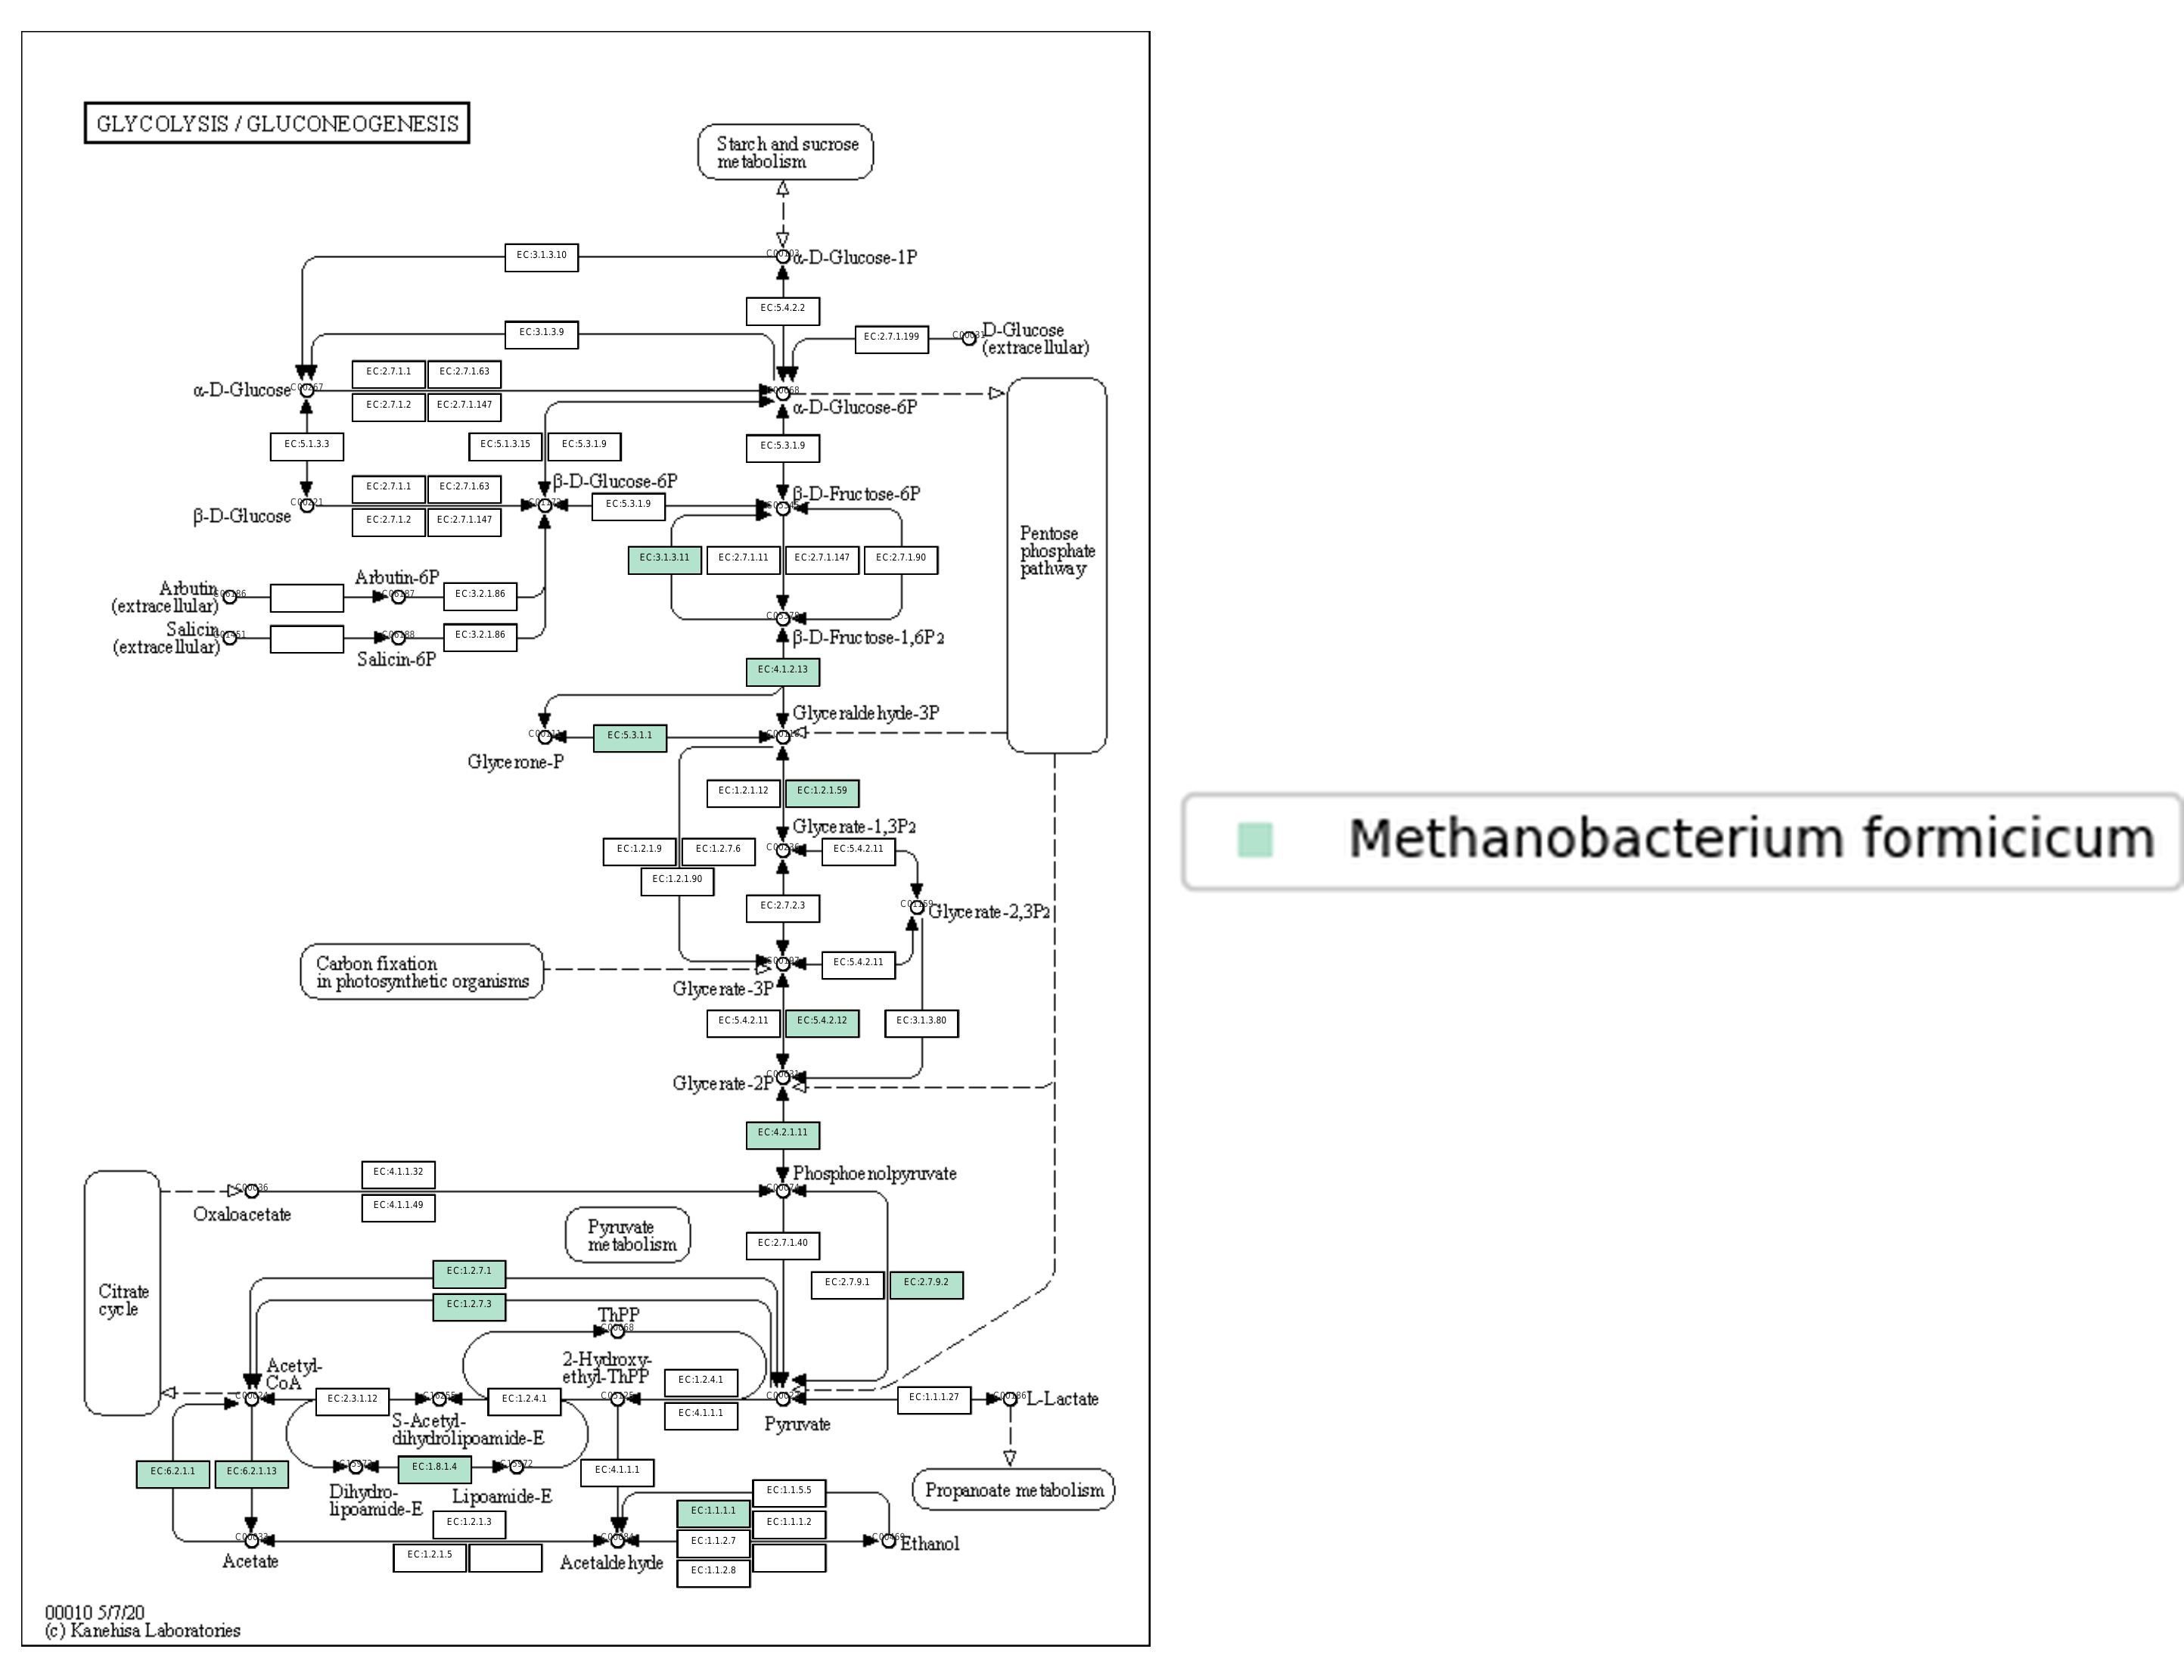 GLYCOLYSIS / GLUCONEOGENESIS
Starch and sucrose
metabolism
EC:3.1.3.10
α-D-Glucose-1P
EC:5.4.2.2
EC:3.1.3.9
EC:2.7.1.199
D-Glucose
(extracellular)
EC:2.7.1.1
EC:2.7.1.63
α-D-Glucose
EC:2.7.1.2
EC:2.7.1.147
α-D-Glucose-6P
EC:5.1.3.3
EC:5.1.3.15
EC:5.3.1.9
EC:5.3.1.9
EC:2.7.1.1
EC:2.7.1.63
β-D-Glucose-6P
β-D-Fructose-6P
β-D-Glucose
EC:2.7.1.2
EC:2.7.1.147
EC:5.3.1.9
Pentose
phosphate
pathway
EC:3.1.3.11
EC:2.7.1.11
EC:2.7.1.147
EC:2.7.1.90
Arbutin
(extracellular)
Arbutin-6P
EC:3.2.1.86
Salicin
(extracellular)
Salicin-6P
EC:3.2.1.86
β-D-Fructose-1,6P2
EC:4.1.2.13
Glyceraldehyde-3P
EC:5.3.1.1
Glycerone-P
EC:1.2.1.12
EC:1.2.1.59
Glycerate-1,3P2
EC:1.2.1.9
EC:1.2.7.6
EC:5.4.2.11
EC:1.2.1.90
EC:2.7.2.3
Glycerate-2,3P2
Carbon fixation
in photosynthetic organisms
EC:5.4.2.11
Glycerate-3P
EC:5.4.2.11
EC:5.4.2.12
EC:3.1.3.80
Glycerate-2P
EC:4.2.1.11
EC:4.1.1.32
Phosphoenolpyruvate
Oxaloacetate
EC:4.1.1.49
Pyruvate
metabolism
EC:2.7.1.40
EC:1.2.7.1
EC:2.7.9.1
EC:2.7.9.2
Citrate
cycle
EC:1.2.7.3
ThPP
Acetyl-
CoA
2-Hydroxy-
ethyl-ThPP
EC:1.2.4.1
EC:2.3.1.12
EC:1.2.4.1
EC:4.1.1.1
EC:1.1.1.27
L-Lactate
S-Acetyl-
dihydrolipoamide-E
Pyruvate
EC:6.2.1.1
EC:6.2.1.13
EC:1.8.1.4
EC:4.1.1.1
Dihydro-
lipoamide-E
Lipoamide-E
EC:1.1.5.5
Propanoate metabolism
EC:1.2.1.3
EC:1.1.1.1
EC:1.1.1.2
Acetate
EC:1.2.1.5
Acetaldehyde
EC:1.1.2.7
Ethanol
EC:1.1.2.8
00010 5/7/20
(c) Kanehisa Laboratories
Methanobacterium formicicum